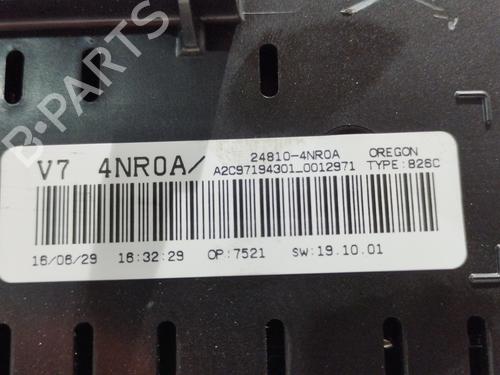 B-PARTS
24810-4NR0A OREGON
V7 4NR0A/ A2C97194301_0012971 TYPE:826C
16/06/29 16:32:29 OP:7521 SW:19.10.01